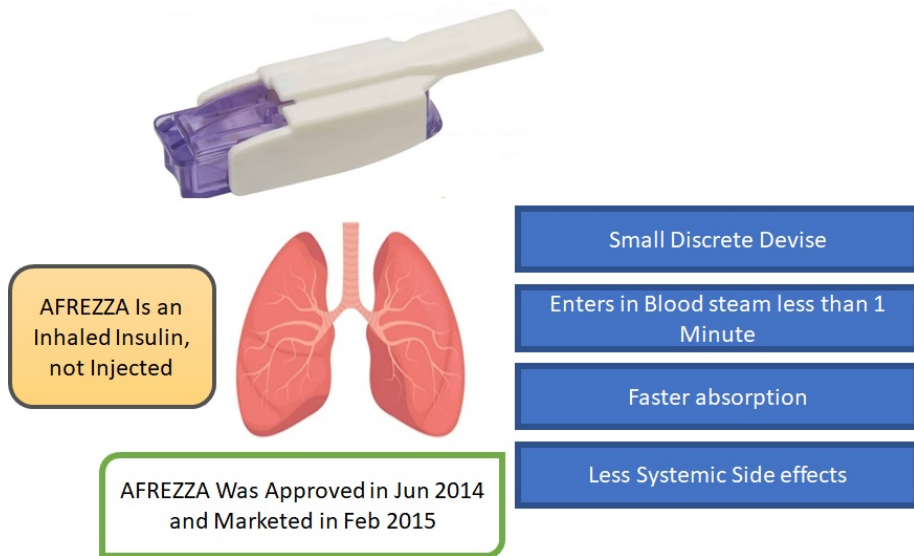 AFREZZA Is an
Inhaled Insulin,
not Injected
AFREZZA Was Approved in Jun 2014
and Marketed in Feb 2015
Small Discrete Devise
Enters in Blood steam less than 1
Minute
Faster absorption
Less Systemic Side effects